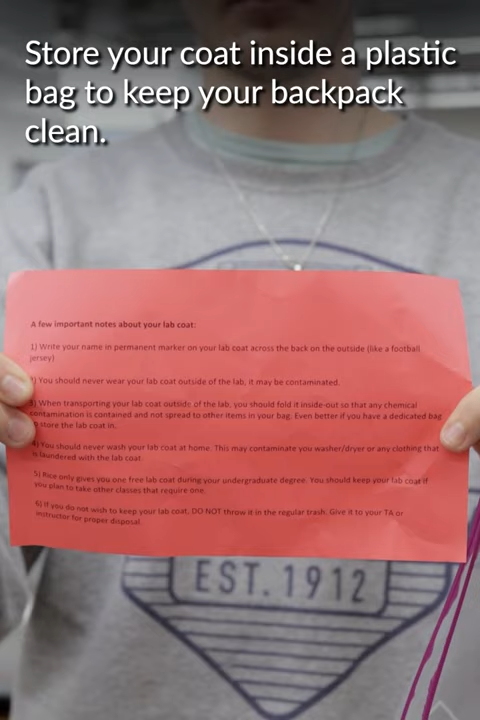 Store your coat inside a plastic
bag to keep your backpack
clean.
A few important notes about your lab coat:
1) Write your name in permanent marker on your lab coat across the back on the outside (like a football
jersey)
2) You should never wear your lab coat outside of the lab, it may be contaminated.
3) When transporting your lab coat outside of the lab, you should fold it inside-out so that any chemical
contamination is contained and not spread to other items in your bag. Even better if you have a dedicated bag
store the lab coat in.
4) You should never wash your lab coat at home. This may contaminate you washer/dryer or any clothing that
is laundered with the lab coat.
5) Rice only gives you one free lab coat during your undergraduate degree. You should keep your lab coat if
you plan to take other classes that require one.
6) If you do not wish to keep your lab coat, DO NOT throw it in the regular trash. Give it to your TA or
instructor for proper disposal.
EST. 1912